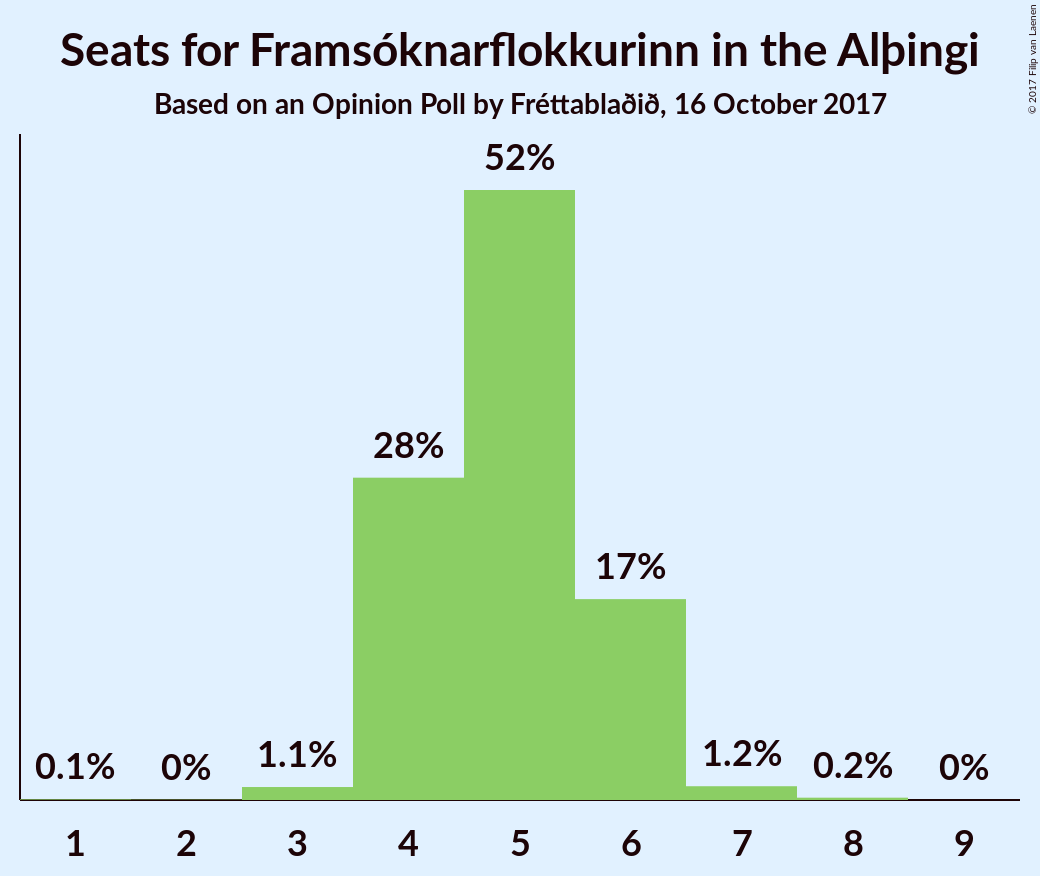 Seats for Framsóknarflokkurinn in the Alþingi
Based on an Opinion Poll by Fréttablaðið, 16 October 2017
© 2017 Filip van Laenen
52%
28%
17%
0.1% 0% 1.1% 1.2% 0.2% 0%
1 2 3 4 5 6 7 8 9